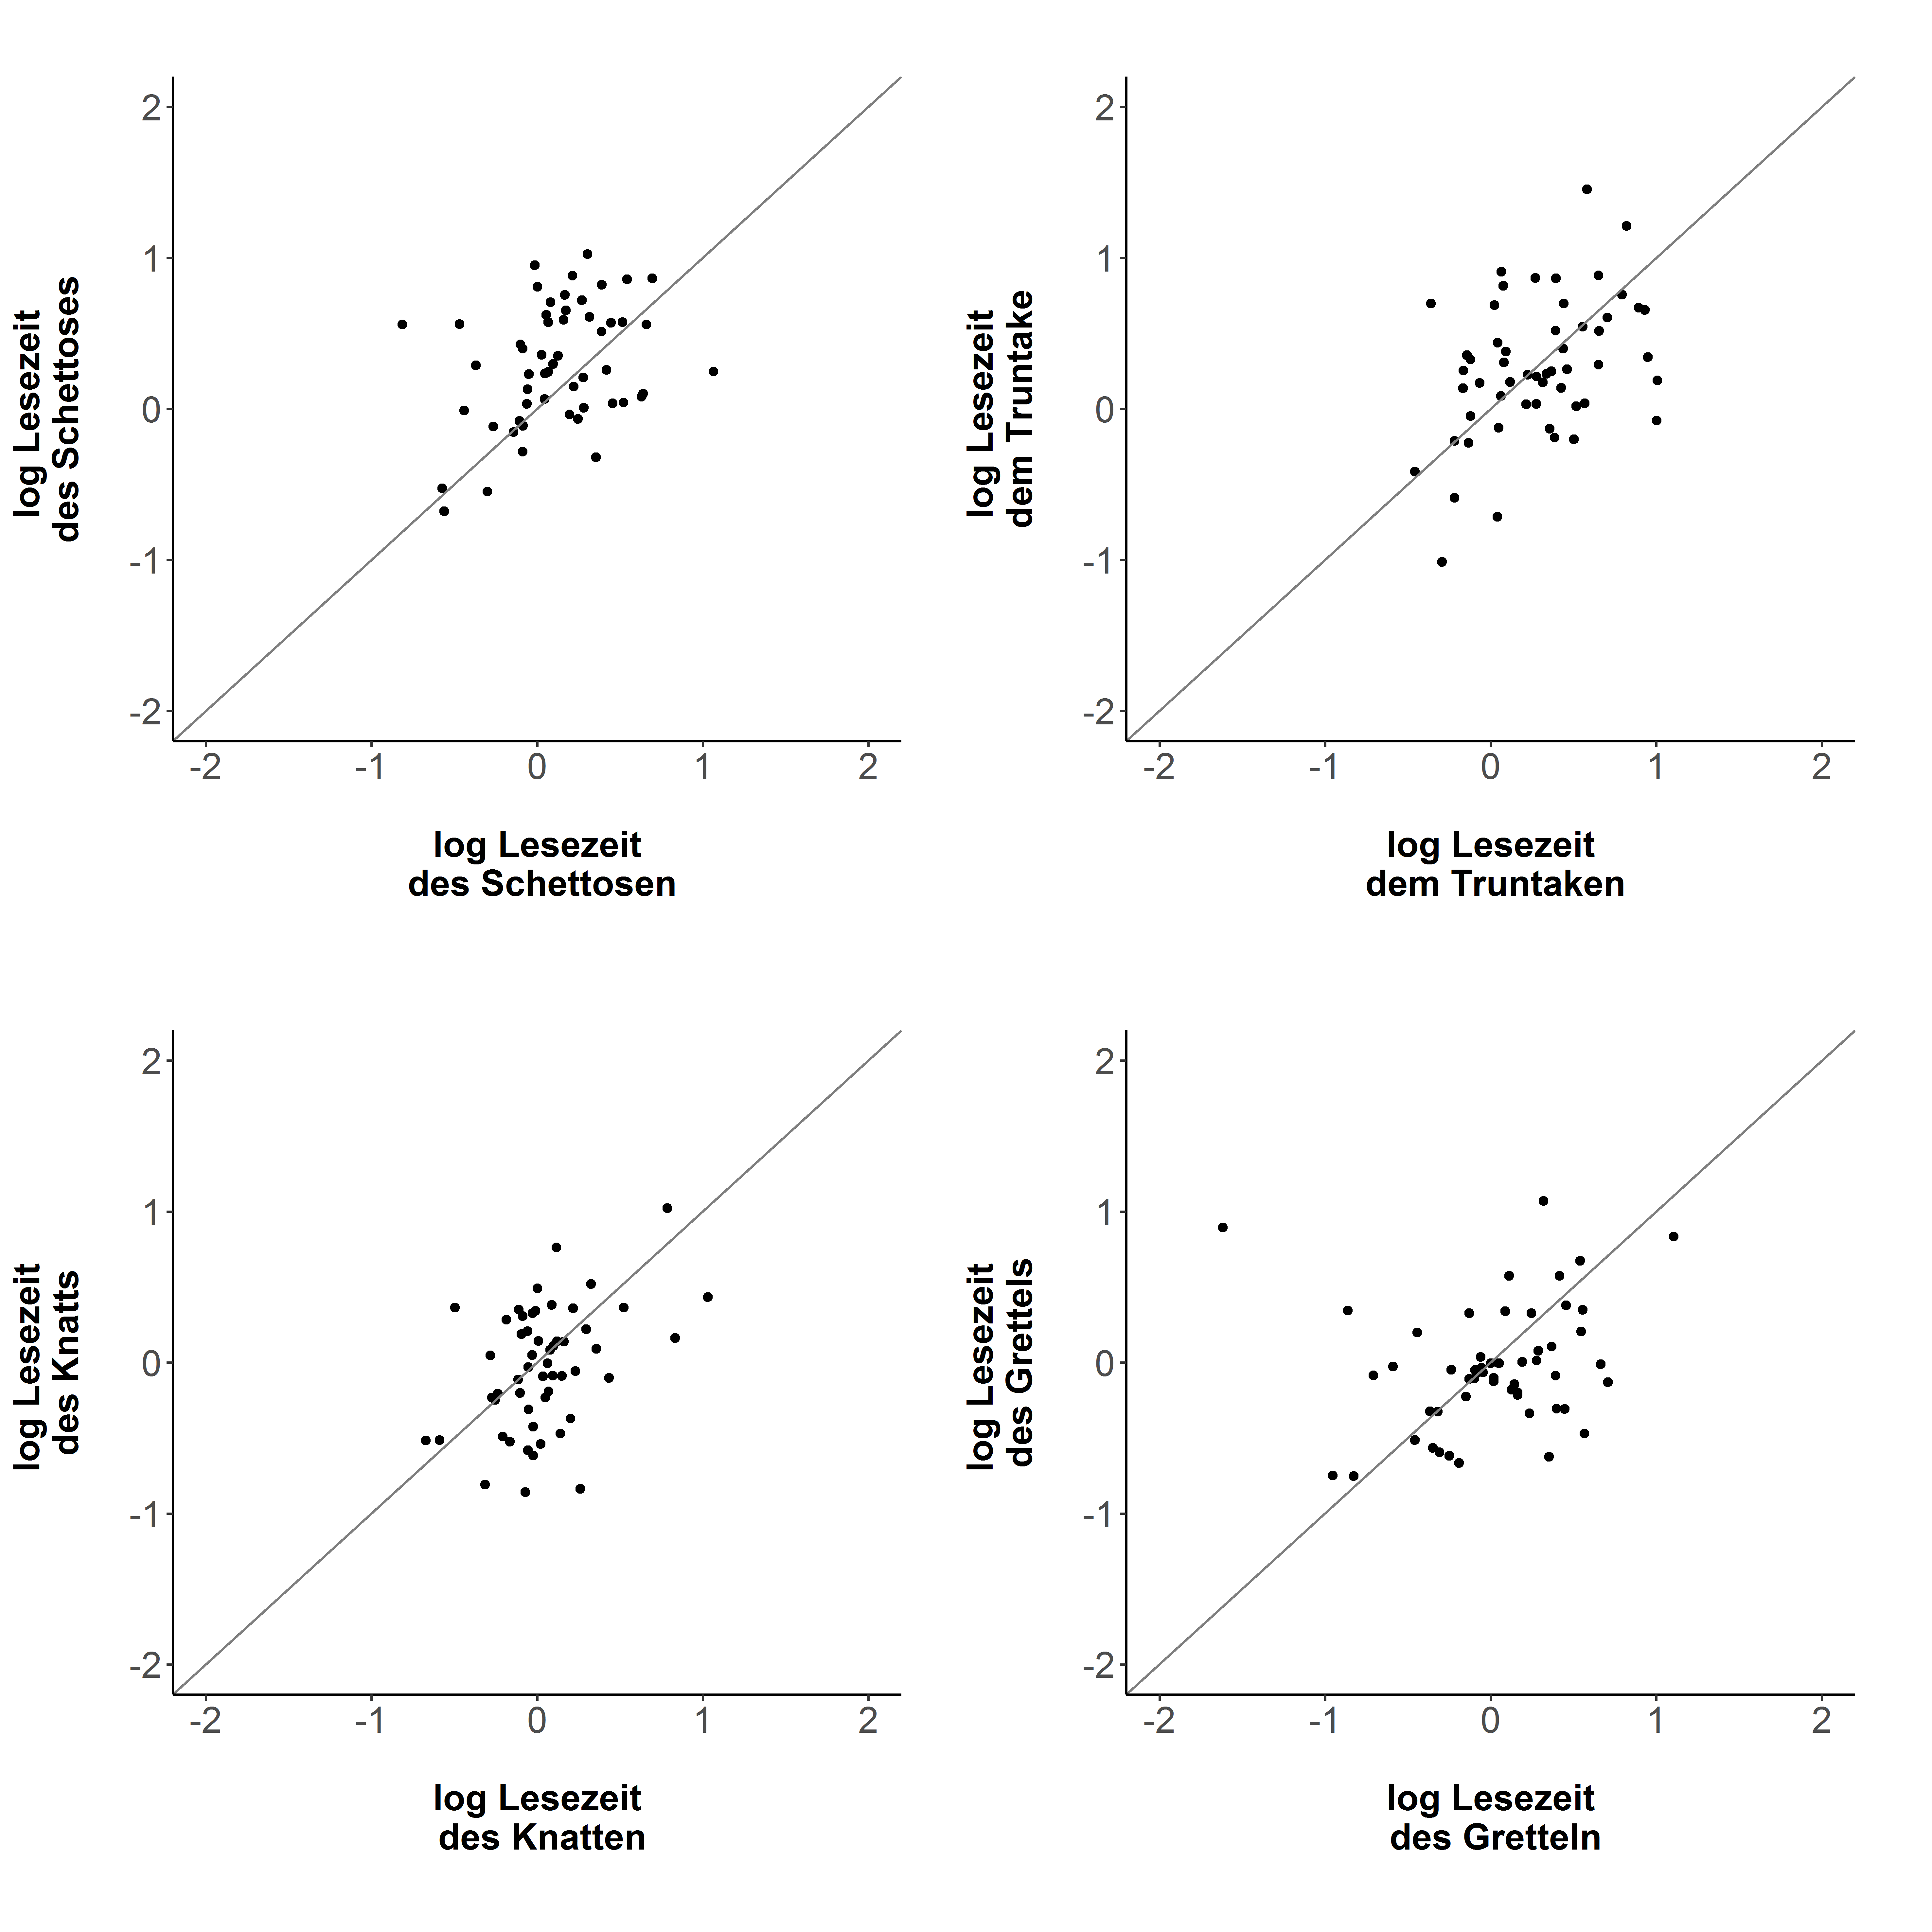 2
1
0
-1
-2
log Lesezeit
des Schettoses
-2
-1
0
1
2
log Lesezeit
des Schettosen
2
1
0
-1
-2
log Lesezeit
dem Truntake
-2
-1
0
1
2
log Lesezeit
dem Truntaken
2
1
0
-1
-2
log Lesezeit
des Knatts
-2
-1
0
1
2
log Lesezeit
des Knatten
2
1
0
-1
-2
log Lesezeit
des Grettels
-2
-1
0
1
2
log Lesezeit
des Gretteln